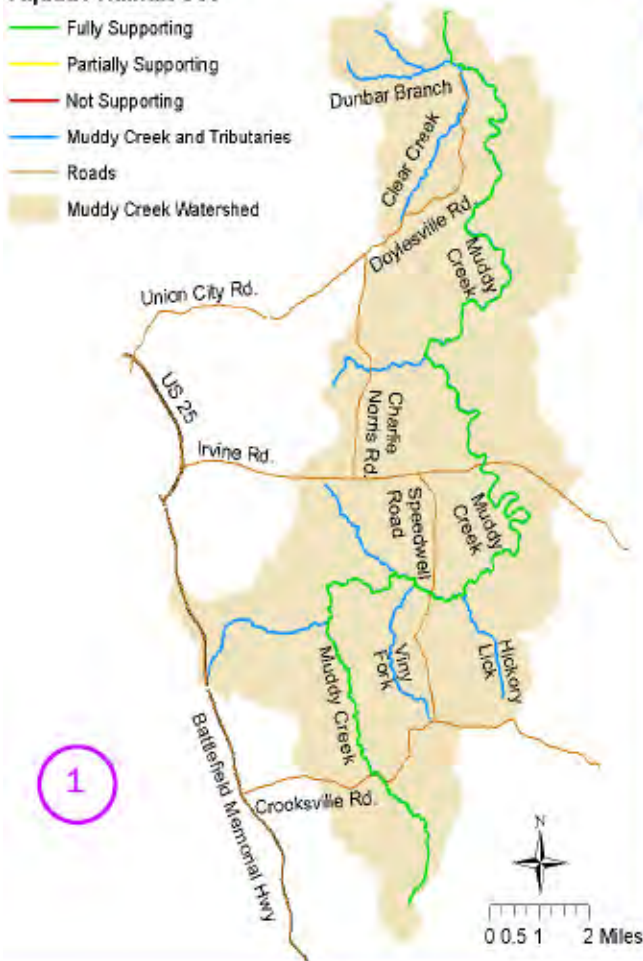 Fully Supporting
Partially Supporting
Not Supporting
Muddy Creek and Tributaries
Roads
Muddy Creek Watershed
Dunbar Branch
Clear Creek
Doylesville Rd.
Muddy
Creek
Union City Rd.
US 25
Charlie
Norris Rd.
Irvine Rd.
Speedwell
Road
Muddy
Creek
Hickory
Lick
Viny
Fork
Muddy Creek
Battlefield Memorial Hwy
Crooksville Rd.
1
N
0 0.5 1 2 Miles